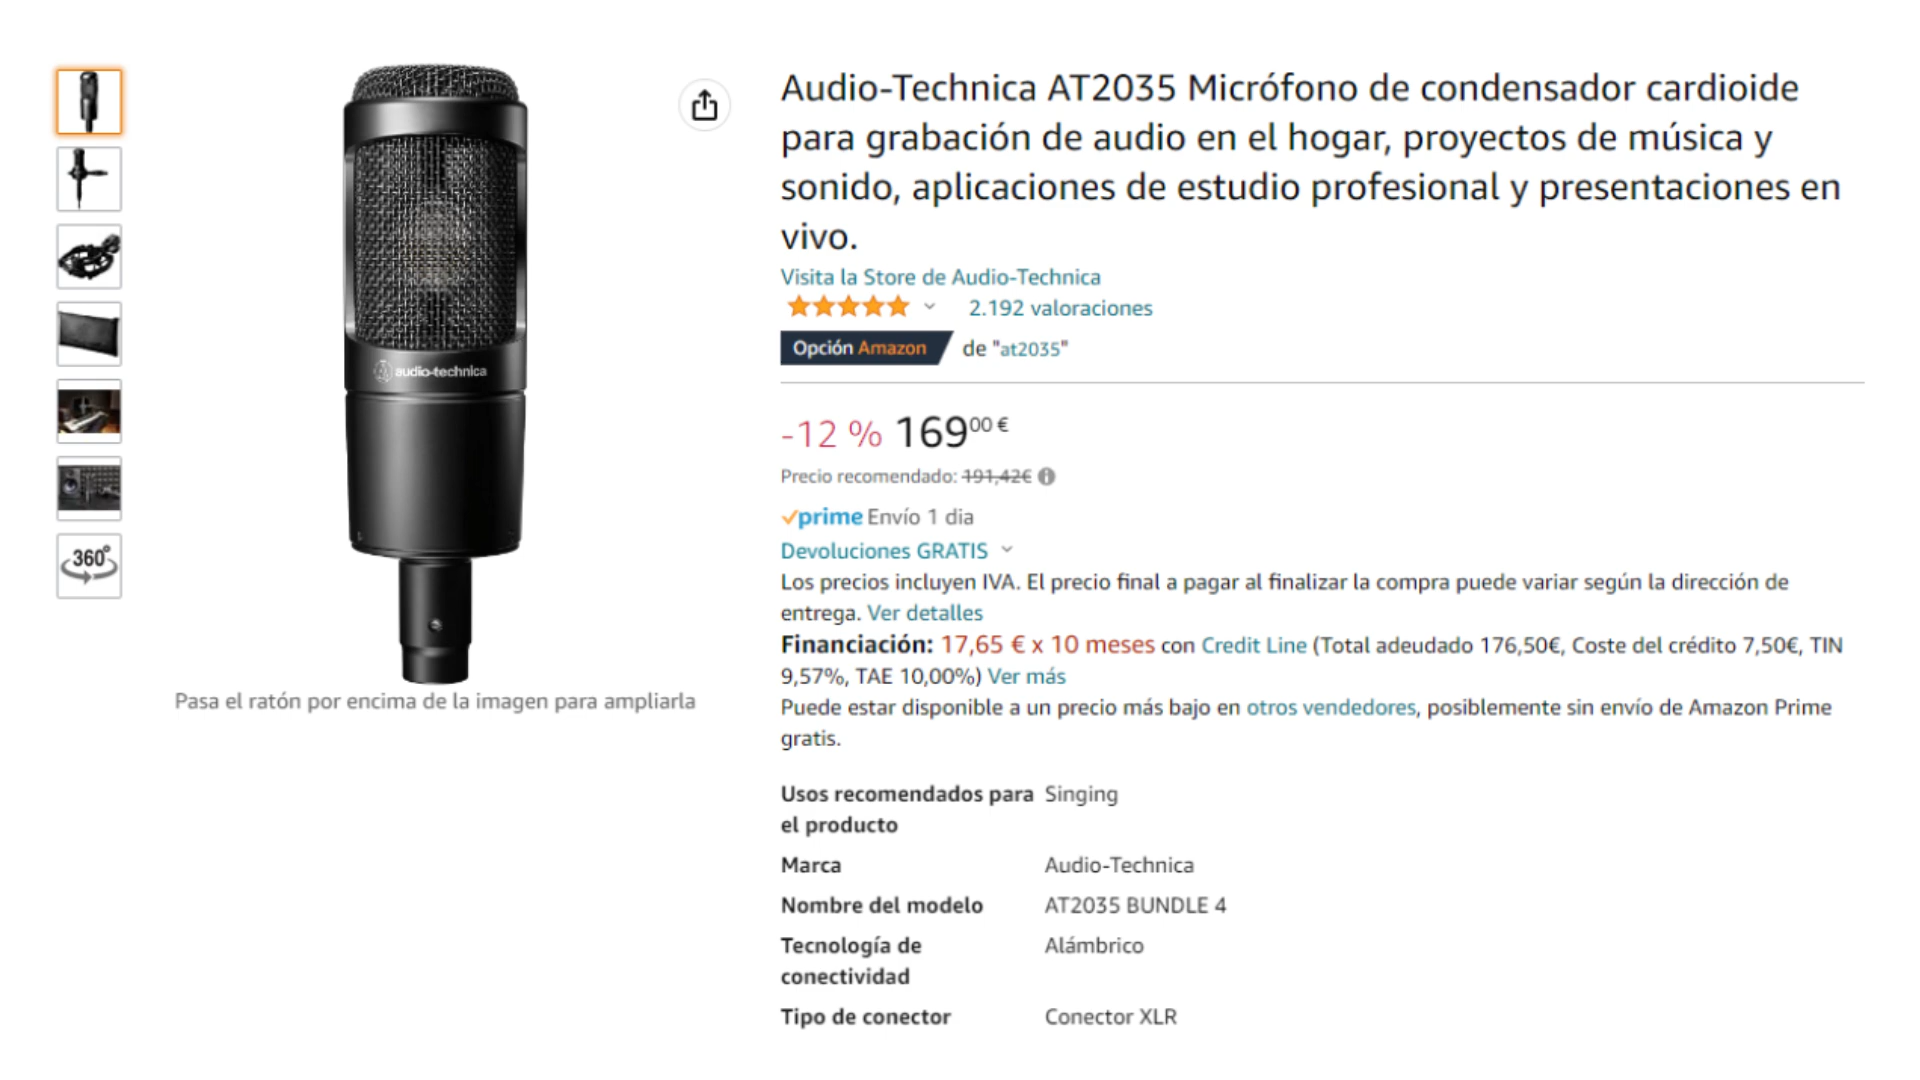 Audio-Technica AT2035 Micrófono de condensador cardioide
para grabación de audio en el hogar, proyectos de música y
sonido, aplicaciones de estudio profesional y presentaciones en
vivo.
Visita la Store de Audio-Technica
2.192 valoraciones
Opción Amazon de "at2035"
-12 % 169,00 €
Precio recomendado: 191,42€
prime Envío 1 dia
Devoluciones GRATIS
Los precios incluyen IVA. El precio final a pagar al finalizar la compra puede variar según la dirección de
entrega. Ver detalles
Financiación: 17,65 € x 10 meses con Credit Line (Total adeudado 176,50€, Coste del crédito 7,50€, TIN
9,57%, TAE 10,00%) Ver más
Puede estar disponible a un precio más bajo en otros vendedores, posiblemente sin envío de Amazon Prime
gratis.
Usos recomendados para Singing
el producto
Marca Audio-Technica
Nombre del modelo AT2035 BUNDLE 4
Tecnología de Alámbrico
conectividad
Tipo de conector Conector XLR
audio-technica
360°
Pasa el ratón por encima de la imagen para ampliarla